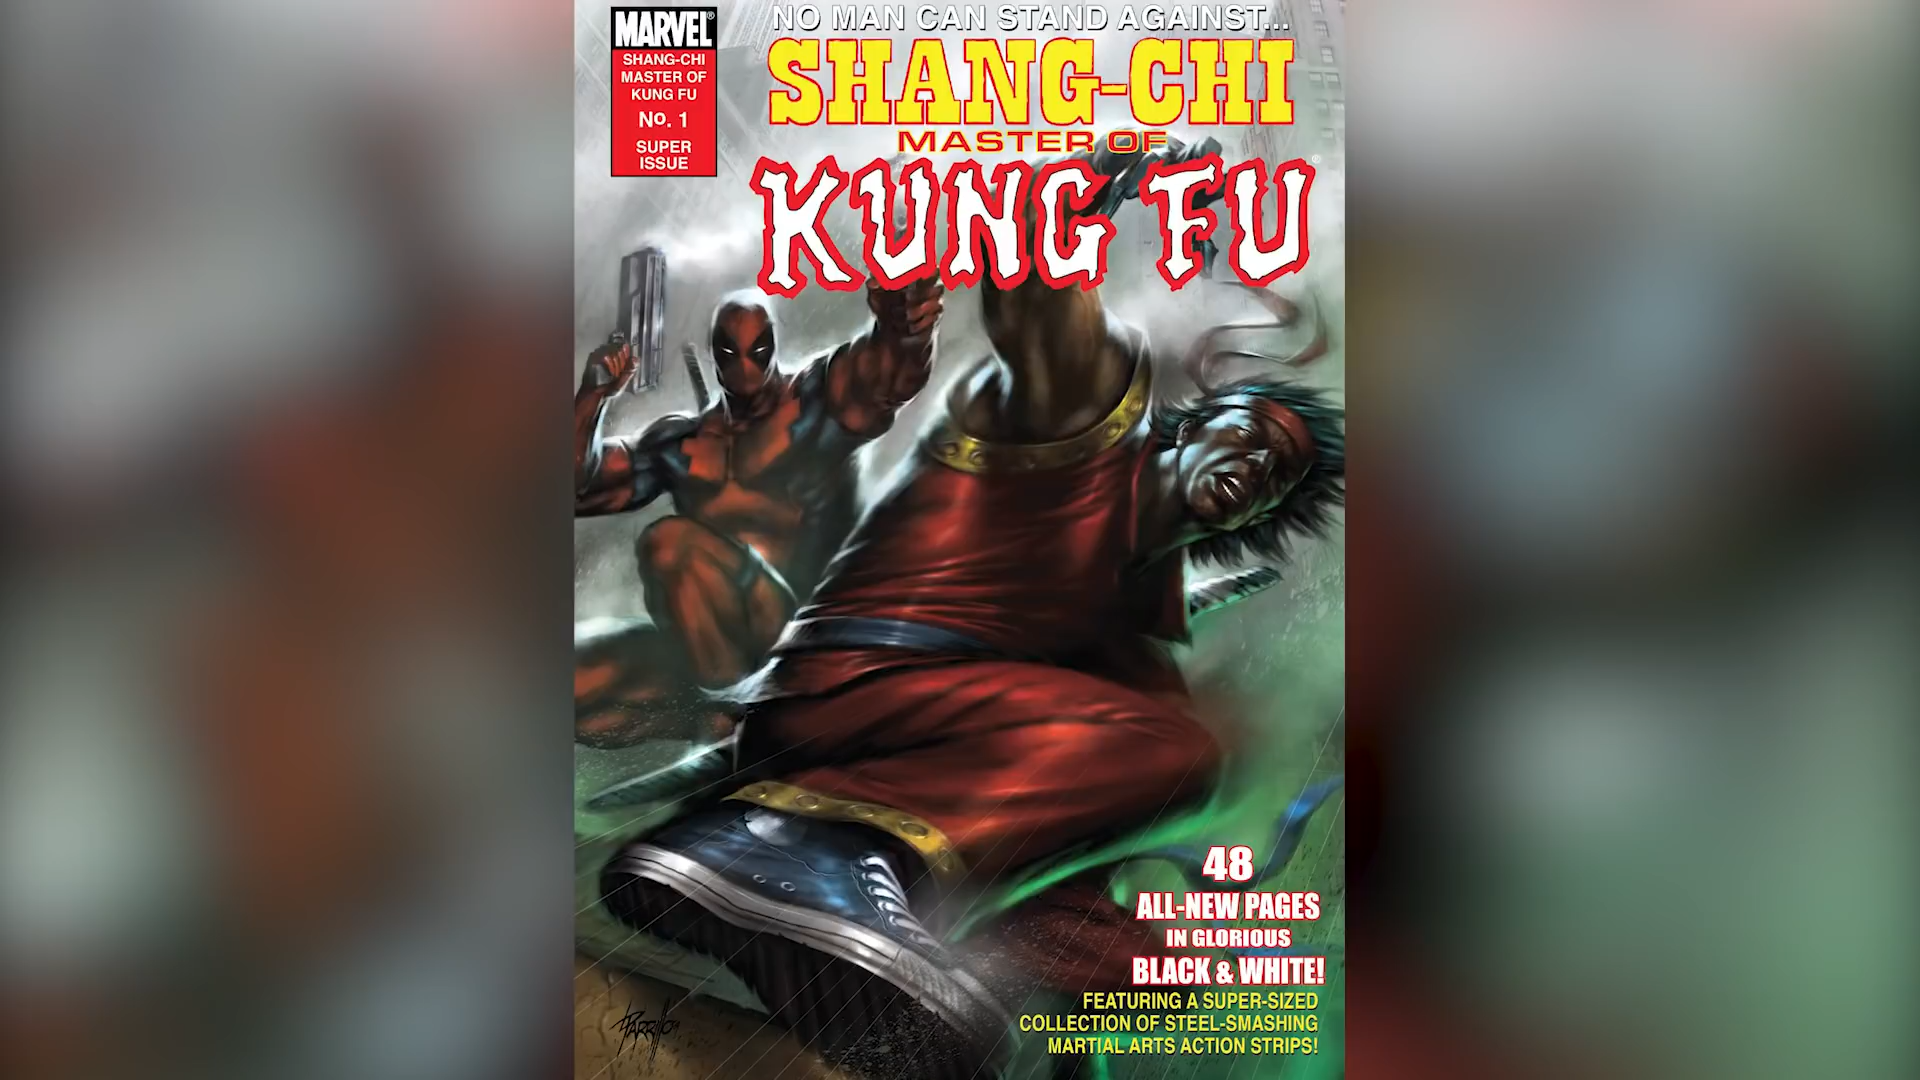 MARVEL®
SHANG-CHI
MASTER OF
KUNG FU
No. 1
SUPER
ISSUE
NO MAN CAN STAND AGAINST...
SHANG-CHI
MASTER OF
KUNG FU®
48
ALL-NEW PAGES
IN GLORIOUS
BLACK & WHITE!
FEATURING A SUPER-SIZED
COLLECTION OF STEEL-SMASHING
MARTIAL ARTS ACTION STRIPS!
PARRILLO